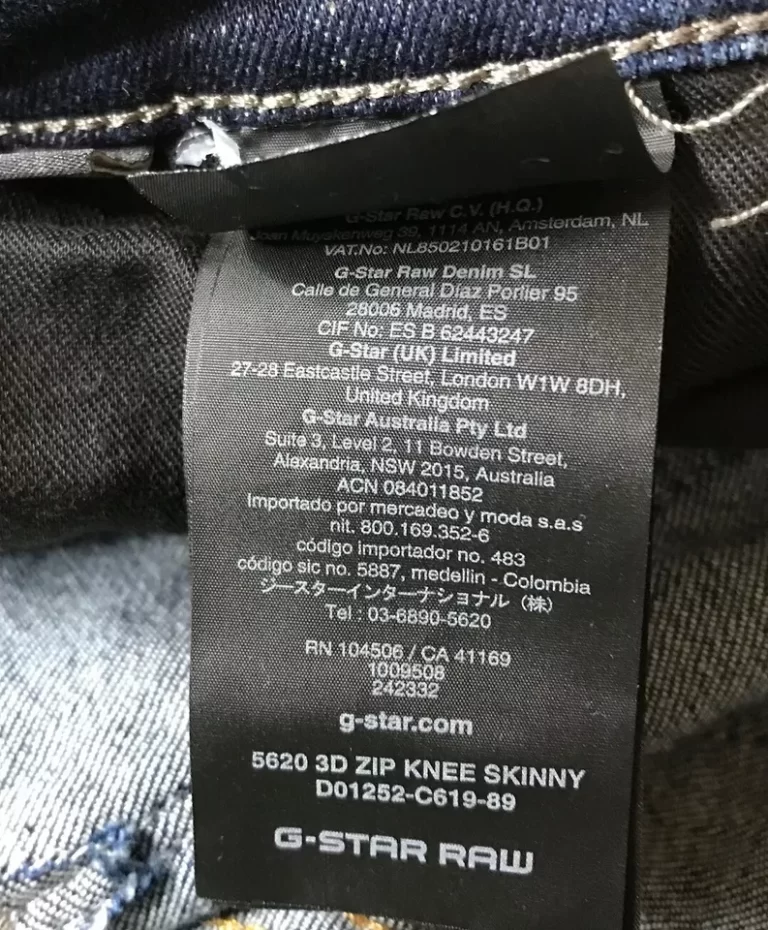 G-Star Raw C.V. (H.Q.)
Joan Muyskenweg 39, 1114 AN, Amsterdam, NL
VAT.No: NL850210161B01
G-Star Raw Denim SL
Calle de General Díaz Porlier 95
28006 Madrid, ES
CIF No: ES B 62443247
G-Star (UK) Limited
27-28 Eastcastle Street, London W1W 8DH,
United Kingdom
G-Star Australia Pty Ltd
Suite 3, Level 2, 11 Bowden Street,
Alexandria, NSW 2015, Australia
ACN 084011852
Importado por mercadeo y moda s.a.s
nit. 800.169.352-6
código importador no. 483
código sic no. 5887, medellin - Colombia
ジースターインターナショナル (株)
Tel : 03-6890-5620
RN 104506 / CA 41169
1009508
242332
g-star.com
5620 3D ZIP KNEE SKINNY
D01252-C619-89
G-STAR RAW